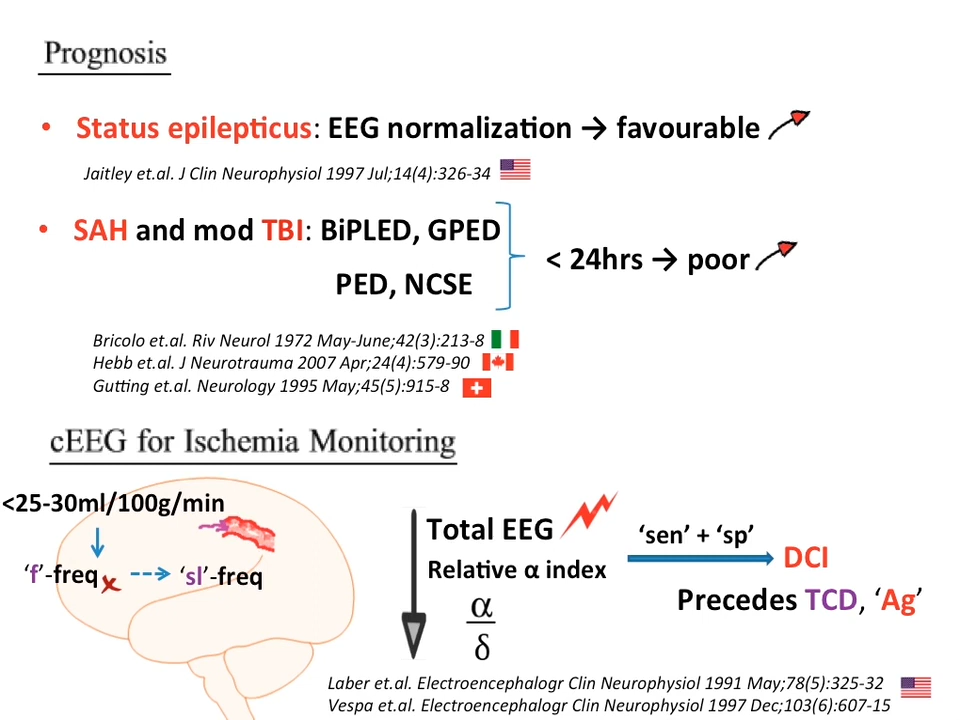 Prognosis
• Status epilepticus: EEG normalization → favourable
Jaitley et.al. J Clin Neurophysiol 1997 Jul;14(4):326-34
• SAH and mod TBI: BiPLED, GPED
PED, NCSE
< 24hrs → poor
Bricolo et.al. Riv Neurol 1972 May-June;42(3):213-8
Hebb et.al. J Neurotrauma 2007 Apr;24(4):579-90
Gutting et.al. Neurology 1995 May;45(5):915-8
cEEG for Ischemia Monitoring
<25-30ml/100g/min
‘f’-freq
‘sl’-freq
Total EEG
Relative α index
α
δ
‘sen’ + ‘sp’
DCI
Precedes TCD, ‘Ag’
Laber et.al. Electroencephalogr Clin Neurophysiol 1991 May;78(5):325-32
Vespa et.al. Electroencephalogr Clin Neurophysiol 1997 Dec;103(6):607-15